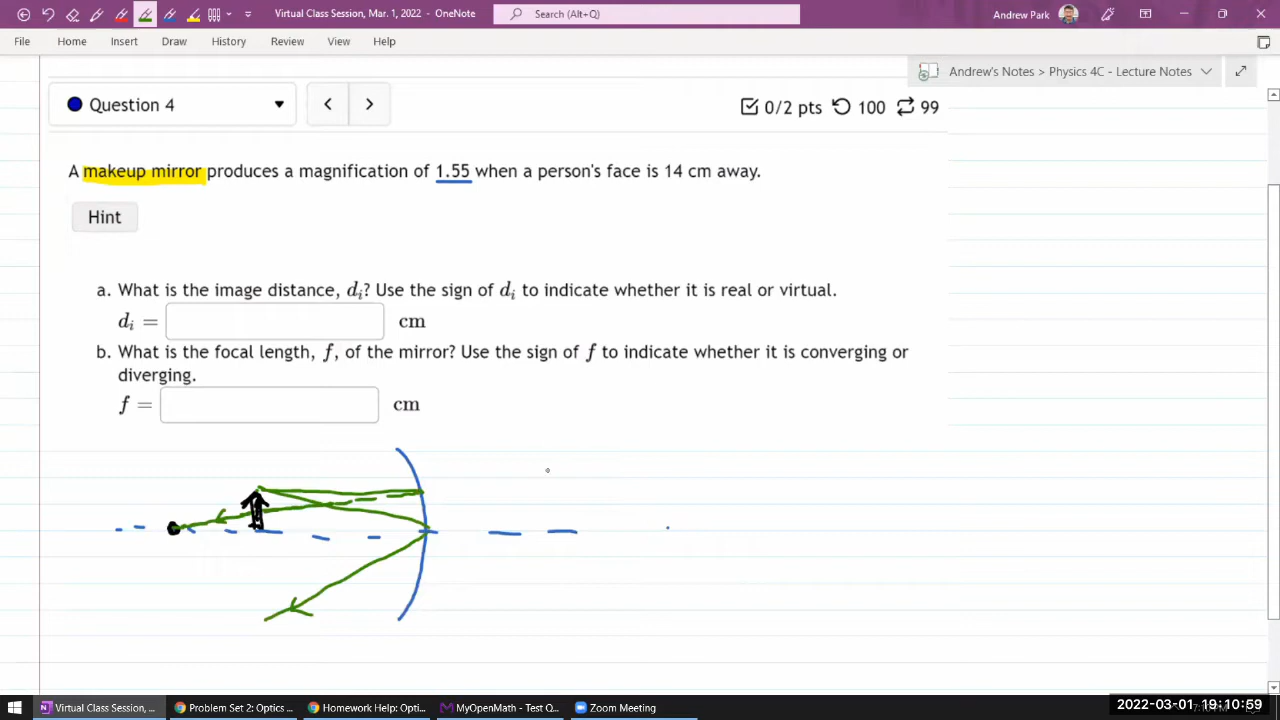 Virtual Class Session, Mar. 1, 2022 - OneNote
Search (Alt+Q)
Andrew Park
File Home Insert Draw History Review View Help
Andrew's Notes > Physics 4C - Lecture Notes
Question 4
0/2 pts 100 99
A makeup mirror produces a magnification of 1.55 when a person's face is 14 cm away.
Hint
a. What is the image distance, dᵢ? Use the sign of dᵢ to indicate whether it is real or virtual.
dᵢ = cm
b. What is the focal length, f, of the mirror? Use the sign of f to indicate whether it is converging or
diverging.
f = cm
Virtual Class Session, ...
Problem Set 2: Optics ...
Homework Help: Opti...
MyOpenMath - Test Q...
Zoom Meeting
2022-03-01 19:10:59